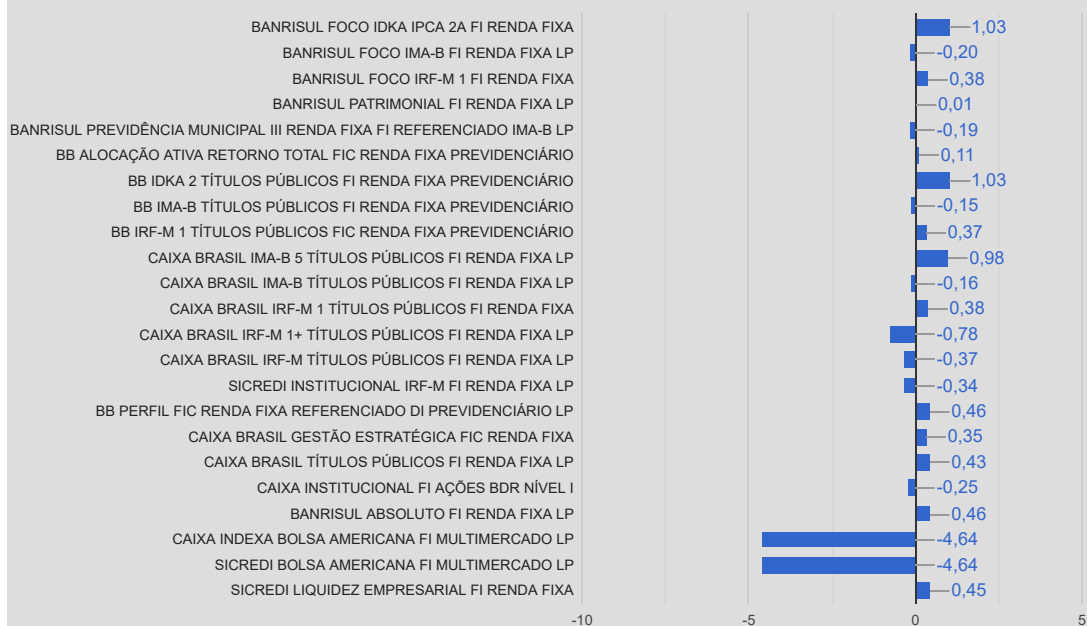 BANRISUL FOCO IDKA IPCA 2A FI RENDA FIXA 1,03
BANRISUL FOCO IMA-B FI RENDA FIXA LP -0,20
BANRISUL FOCO IRF-M 1 FI RENDA FIXA 0,38
BANRISUL PATRIMONIAL FI RENDA FIXA LP 0,01
BANRISUL PREVIDÊNCIA MUNICIPAL III RENDA FIXA FI REFERENCIADO IMA-B LP -0,19
BB ALOCAÇÃO ATIVA RETORNO TOTAL FIC RENDA FIXA PREVIDENCIÁRIO 0,11
BB IDKA 2 TÍTULOS PÚBLICOS FI RENDA FIXA PREVIDENCIÁRIO 1,03
BB IMA-B TÍTULOS PÚBLICOS FI RENDA FIXA PREVIDENCIÁRIO -0,15
BB IRF-M 1 TÍTULOS PÚBLICOS FIC RENDA FIXA PREVIDENCIÁRIO 0,37
CAIXA BRASIL IMA-B 5 TÍTULOS PÚBLICOS FI RENDA FIXA LP 0,98
CAIXA BRASIL IMA-B TÍTULOS PÚBLICOS FI RENDA FIXA LP -0,16
CAIXA BRASIL IRF-M 1 TÍTULOS PÚBLICOS FI RENDA FIXA 0,38
CAIXA BRASIL IRF-M 1+ TÍTULOS PÚBLICOS FI RENDA FIXA LP -0,78
CAIXA BRASIL IRF-M TÍTULOS PÚBLICOS FI RENDA FIXA LP -0,37
SICREDI INSTITUCIONAL IRF-M FI RENDA FIXA LP -0,34
BB PERFIL FIC RENDA FIXA REFERENCIADO DI PREVIDENCIÁRIO LP 0,46
CAIXA BRASIL GESTÃO ESTRATÉGICA FIC RENDA FIXA 0,35
CAIXA BRASIL TÍTULOS PÚBLICOS FI RENDA FIXA LP 0,43
CAIXA INSTITUCIONAL FI AÇÕES BDR NÍVEL I -0,25
BANRISUL ABSOLUTO FI RENDA FIXA LP 0,46
CAIXA INDEXA BOLSA AMERICANA FI MULTIMERCADO LP -4,64
SICREDI BOLSA AMERICANA FI MULTIMERCADO LP -4,64
SICREDI LIQUIDEZ EMPRESARIAL FI RENDA FIXA 0,45
-10 -5 0 5